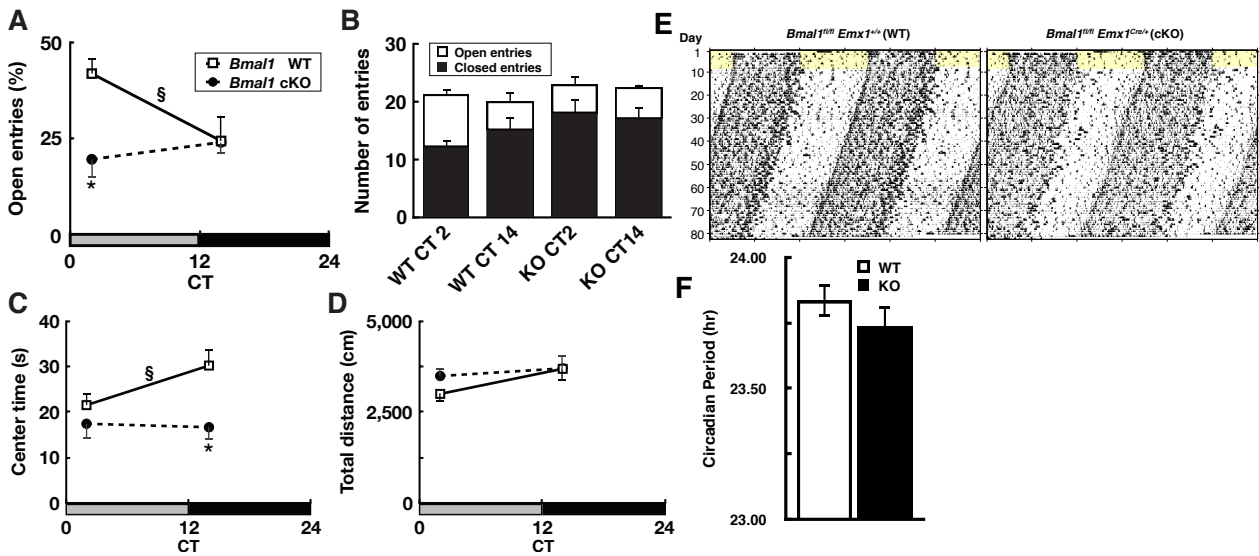 A
50
25
0
Open entries (%)
Bmal1 WT
Bmal1 cKO
§
*
0 12 24
CT
B
30
20
10
0
Number of entries
Open entries
Closed entries
WT CT 2
WT CT 14
KO CT2
KO CT14
C
40
30
20
10
0
Center time (s)
§
*
0 12 24
CT
D
5,000
2,500
0
Total distance (cm)
0 12 24
CT
E
Day
Bmal1fl/fl Emx1+/+ (WT)
Bmal1fl/fl Emx1Cre/+ (cKO)
1
10
20
30
40
50
60
70
80
F
24.00
23.50
23.00
Circadian Period (hr)
WT
KO